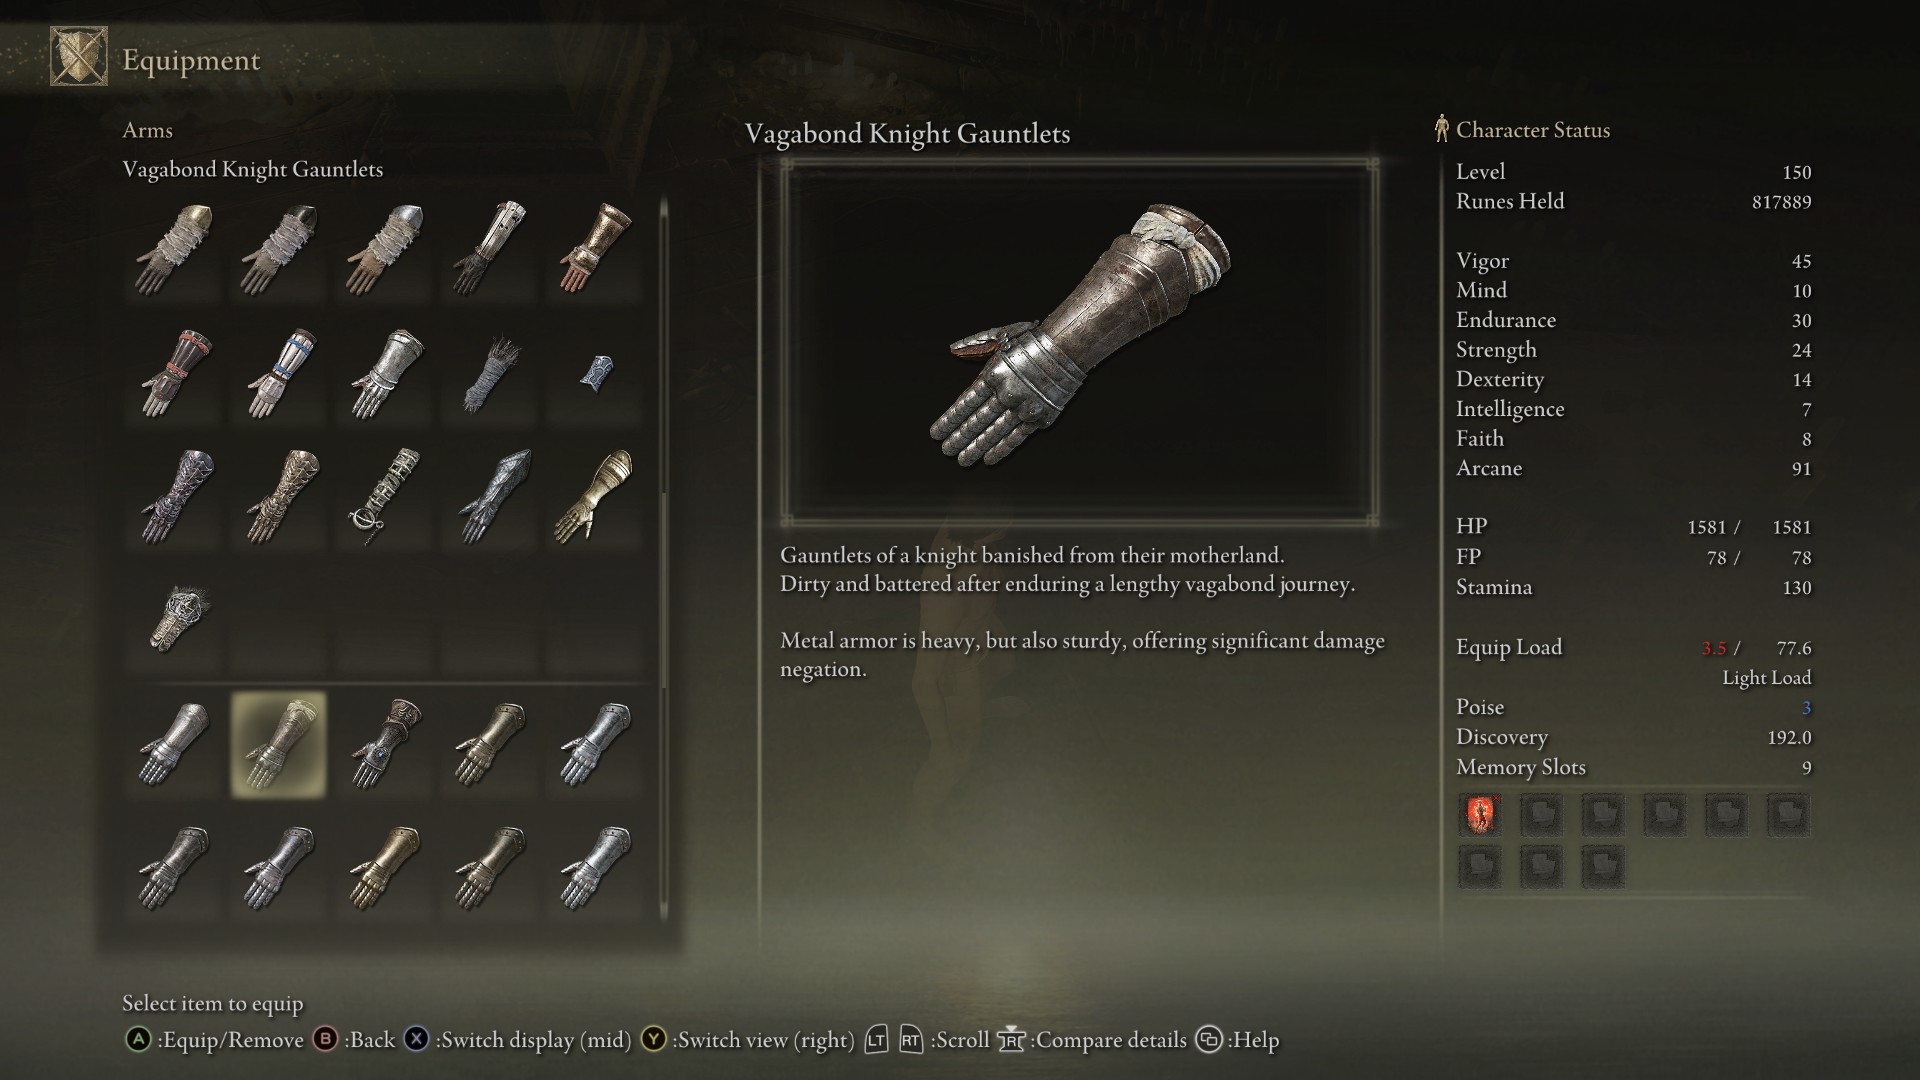 Equipment
Arms
Vagabond Knight Gauntlets
Vagabond Knight Gauntlets
Gauntlets of a knight banished from their motherland.
Dirty and battered after enduring a lengthy vagabond journey.
Metal armor is heavy, but also sturdy, offering significant damage
negation.
Character Status
Level 150
Runes Held 817889
Vigor 45
Mind 10
Endurance 30
Strength 24
Dexterity 14
Intelligence 7
Faith 8
Arcane 91
HP 1581 / 1581
FP 78 / 78
Stamina 130
Equip Load 3.5 / 77.6
Light Load
Poise 3
Discovery 192.0
Memory Slots 9
Select item to equip
A :Equip/Remove B :Back X :Switch display (mid) Y :Switch view (right) LT RT :Scroll R :Compare details :Help